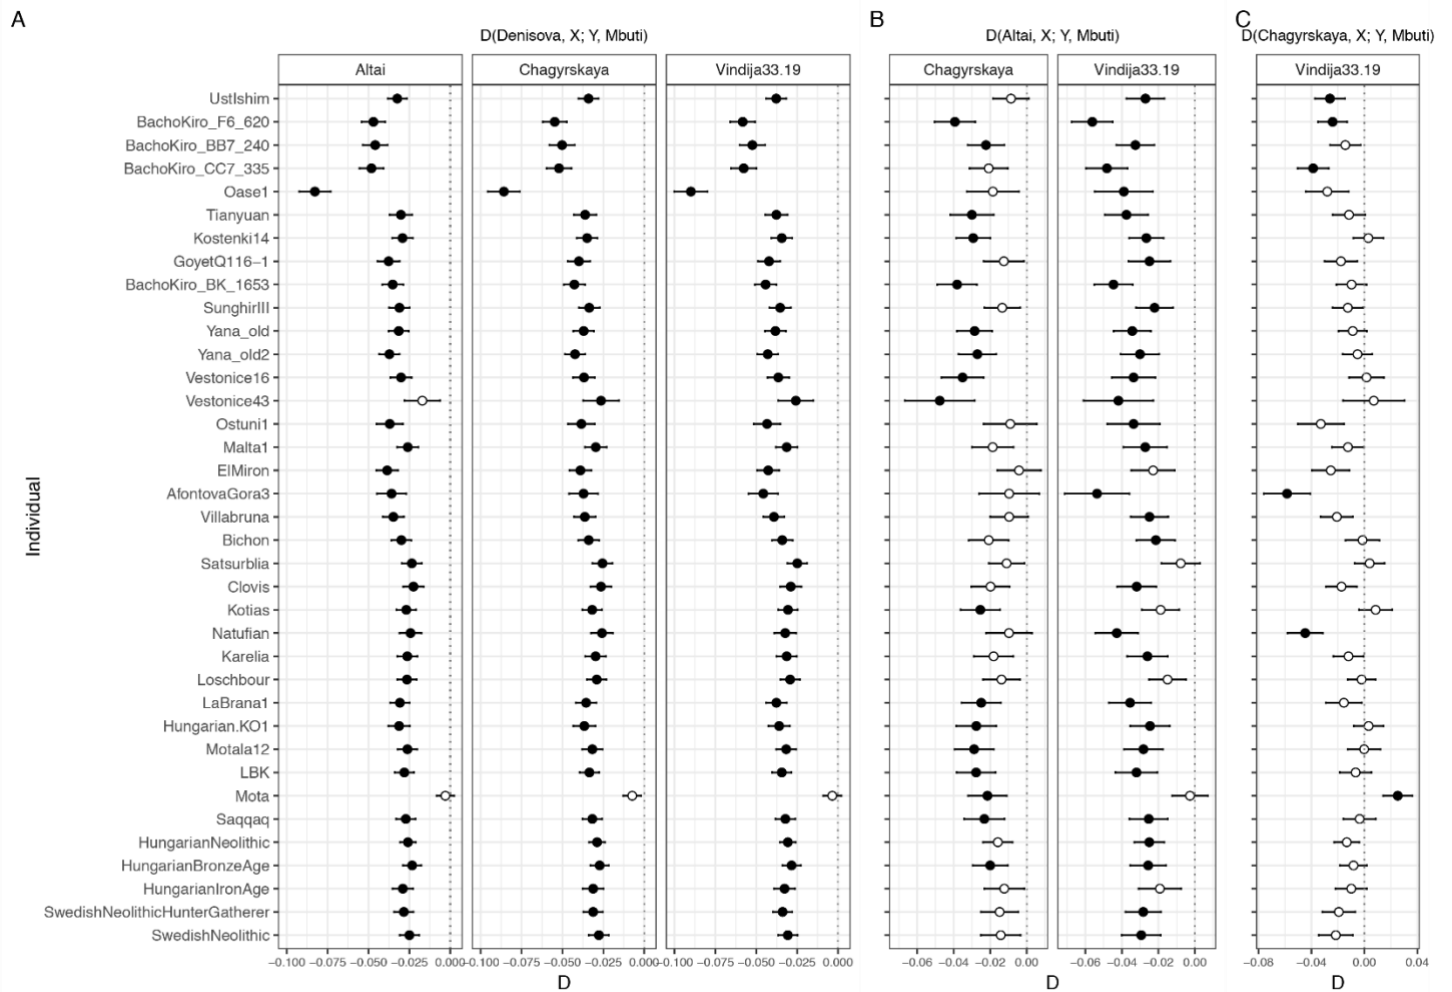 A
B
C
D(Denisova, X; Y, Mbuti)
D(Altai, X; Y, Mbuti)
D(Chagyrskaya, X; Y, Mbuti)
Altai
Chagyrskaya
Vindija33.19
Chagyrskaya
Vindija33.19
Vindija33.19
Individual
UstIshim
BachoKiro_F6_620
BachoKiro_BB7_240
BachoKiro_CC7_335
Oase1
Tianyuan
Kostenki14
GoyetQ116−1
BachoKiro_BK_1653
SunghirIII
Yana_old
Yana_old2
Vestonice16
Vestonice43
Ostuni1
Malta1
ElMiron
AfontovaGora3
Villabruna
Bichon
Satsurblia
Clovis
Kotias
Natufian
Karelia
Loschbour
LaBrana1
Hungarian.KO1
Motala12
LBK
Mota
Saqqaq
HungarianNeolithic
HungarianBronzeAge
HungarianIronAge
SwedishNeolithicHunterGatherer
SwedishNeolithic
−0.100 −0.075 −0.050 −0.025 0.000
−0.100 −0.075 −0.050 −0.025 0.000
−0.100 −0.075 −0.050 −0.025 0.000
−0.06 −0.04 −0.02 0.00
−0.06 −0.04 −0.02 0.00
−0.08 −0.04 0.00 0.04
D
D
D